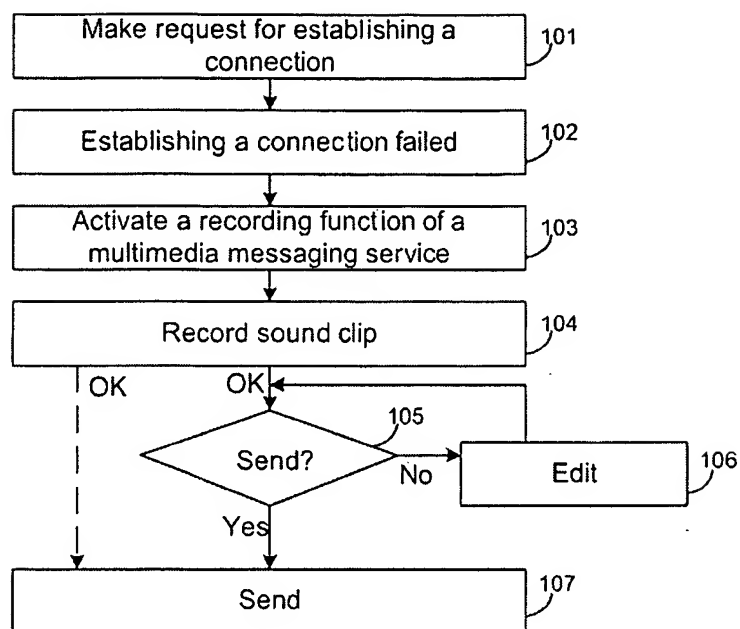 Make request for establishing a
connection
101
Establishing a connection failed
102
Activate a recording function of a
multimedia messaging service
103
Record sound clip
104
OK
OK
105
Send?
No
Edit
106
Yes
Send
107